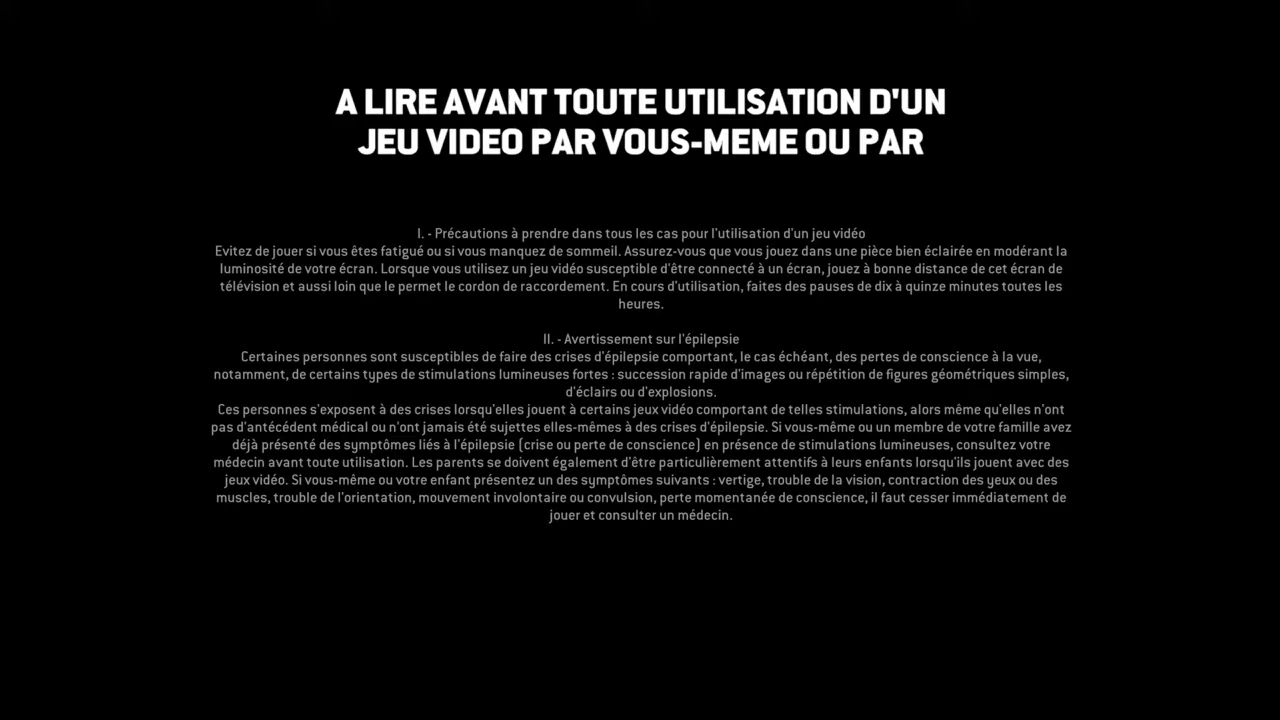 A LIRE AVANT TOUTE UTILISATION D'UN
JEU VIDEO PAR VOUS-MEME OU PAR
I. - Précautions à prendre dans tous les cas pour l'utilisation d'un jeu vidéo
Evitez de jouer si vous êtes fatigué ou si vous manquez de sommeil. Assurez-vous que vous jouez dans une pièce bien éclairée en modérant la
luminosité de votre écran. Lorsque vous utilisez un jeu vidéo susceptible d'être connecté à un écran, jouez à bonne distance de cet écran de
télévision et aussi loin que le permet le cordon de raccordement. En cours d'utilisation, faites des pauses de dix à quinze minutes toutes les
heures.
II. - Avertissement sur l'épilepsie
Certaines personnes sont susceptibles de faire des crises d'épilepsie comportant, le cas échéant, des pertes de conscience à la vue,
notamment, de certains types de stimulations lumineuses fortes : succession rapide d'images ou répétition de figures géométriques simples,
d'éclairs ou d'explosions.
Ces personnes s'exposent à des crises lorsqu'elles jouent à certains jeux vidéo comportant de telles stimulations, alors même qu'elles n'ont
pas d'antécédent médical ou n'ont jamais été sujettes elles-mêmes à des crises d'épilepsie. Si vous-même ou un membre de votre famille avez
déjà présenté des symptômes liés à l'épilepsie (crise ou perte de conscience) en présence de stimulations lumineuses, consultez votre
médecin avant toute utilisation. Les parents se doivent également d'être particulièrement attentifs à leurs enfants lorsqu'ils jouent avec des
jeux vidéo. Si vous-même ou votre enfant présentez un des symptômes suivants : vertige, trouble de la vision, contraction des yeux ou des
muscles, trouble de l'orientation, mouvement involontaire ou convulsion, perte momentanée de conscience, il faut cesser immédiatement de
jouer et consulter un médecin.